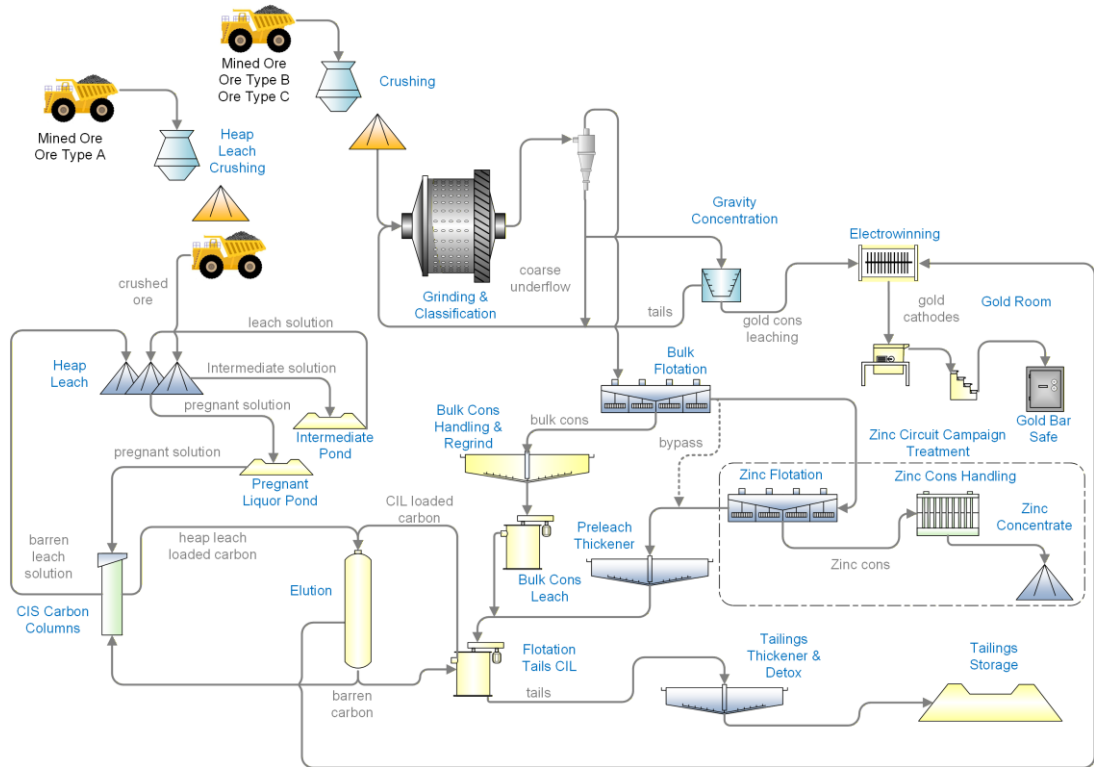 Mined Ore
Ore Type B
Ore Type C
Crushing
Mined Ore
Ore Type A
Heap
Leach
Crushing
Gravity
Concentration
Electrowinning
coarse
underflow
Grinding &
Classification
tails
gold cons
leaching
gold
cathodes
Gold Room
crushed
ore
leach solution
Heap
Leach
Intermediate solution
Intermediate
Pond
pregnant solution
Bulk
Flotation
Gold Bar
Safe
Bulk Cons
Handling &
Regrind
bulk cons
bypass
Zinc Circuit Campaign
Treatment
pregnant solution
Pregnant
Liquor Pond
Zinc Flotation
Zinc Cons Handling
Zinc
Concentrate
Zinc cons
CIL loaded
carbon
Preleach
Thickener
barren
leach
solution
heap leach
loaded carbon
Bulk Cons
Leach
Elution
CIS Carbon
Columns
Flotation
Tails CIL
Tailings
Thickener &
Detox
Tailings
Storage
barren
carbon
tails